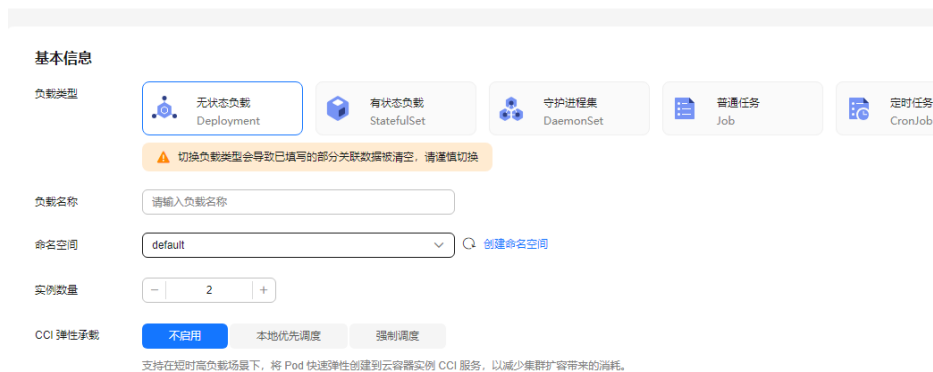 基本信息
负载类型
无状态负载
Deployment
有状态负载
StatefulSet
守护进程集
DaemonSet
普通任务
Job
定时任务
CronJob
切换负载类型会导致已填写的部分关联数据被清空，请谨慎切换
负载名称
请输入负载名称
命名空间
default
创建命名空间
实例数量
2
CCI 弹性承载
不启用
本地优先调度
强制调度
支持在短时高负载场景下，将 Pod 快速弹性创建到云容器实例 CCI 服务，以减少集群扩容带来的消耗。